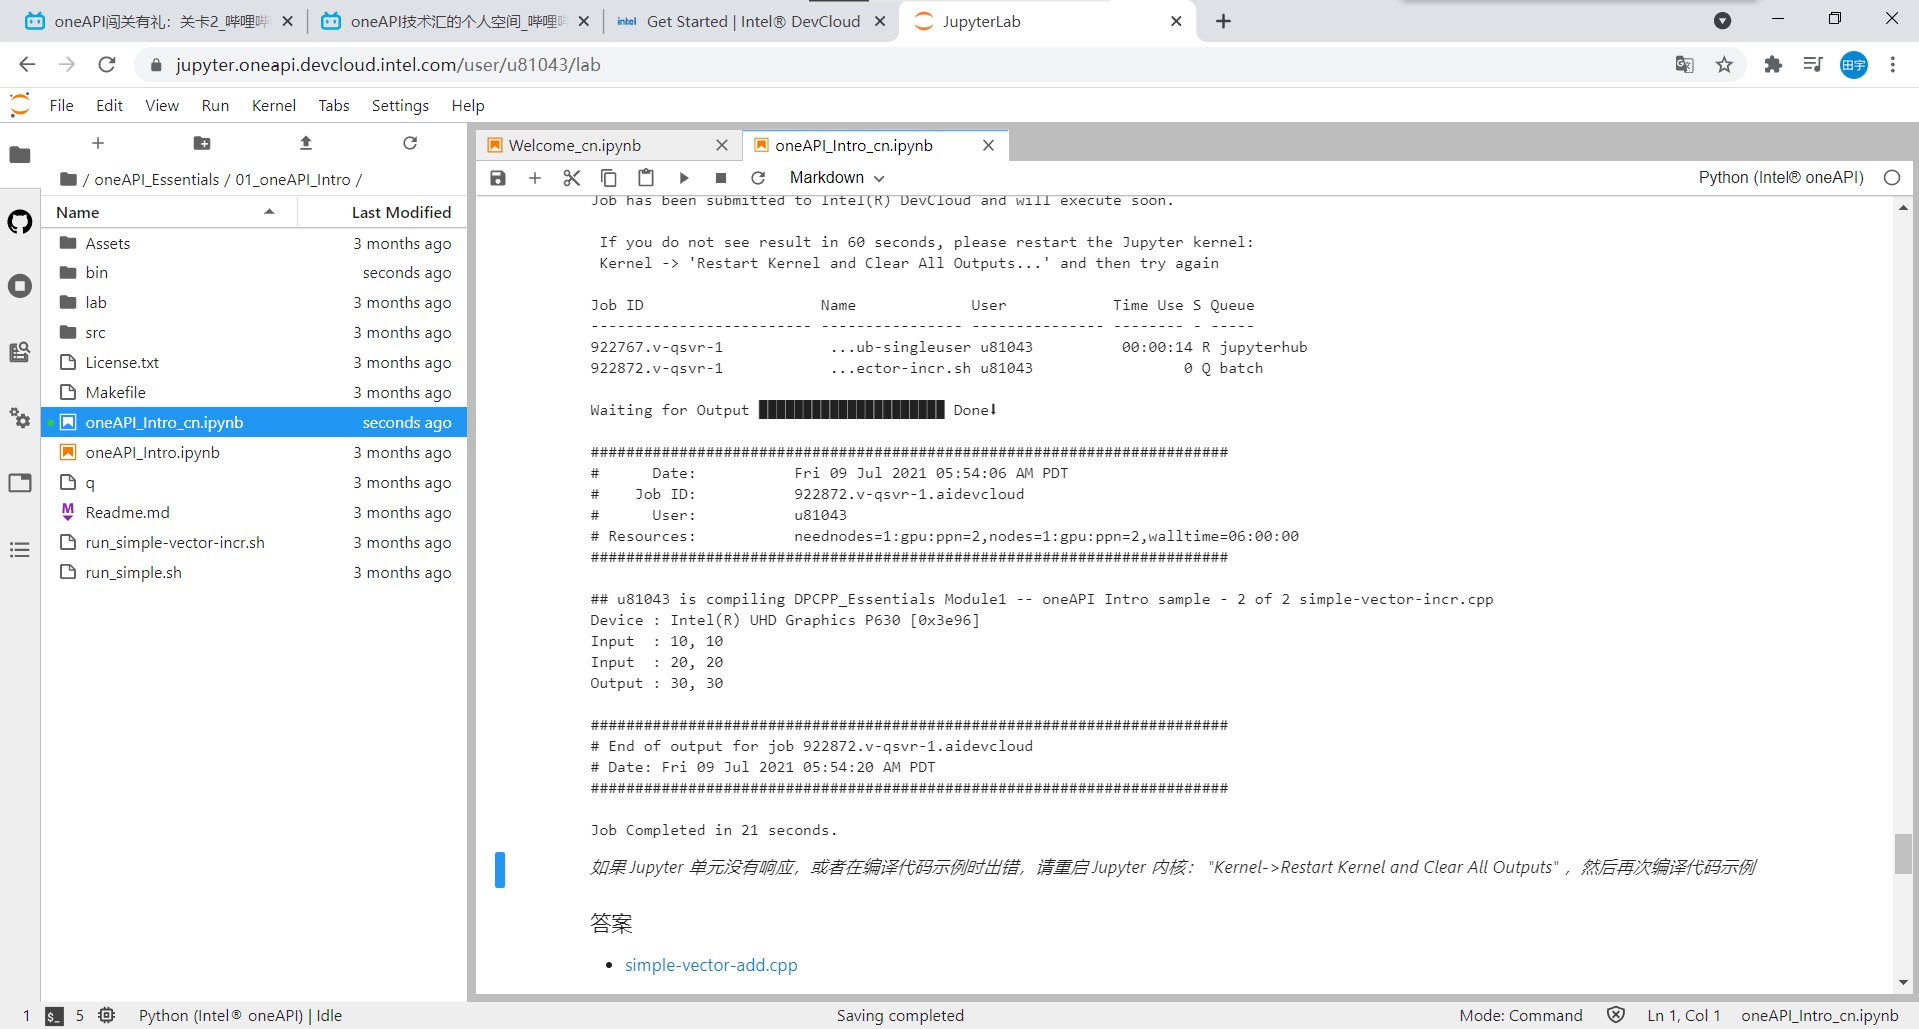 oneAPI闯关有礼：关卡2_哔哩哔
oneAPI技术汇的个人空间_哔哩哔
intel Get Started | Intel® DevCloud
JupyterLab
jupyter.oneapi.devcloud.intel.com/user/u81043/lab
田宇
File Edit View Run Kernel Tabs Settings Help
/ oneAPI_Essentials / 01_oneAPI_Intro /
Name Last Modified
Assets 3 months ago
bin seconds ago
lab 3 months ago
src 3 months ago
License.txt 3 months ago
Makefile 3 months ago
oneAPI_Intro_cn.ipynb seconds ago
oneAPI_Intro.ipynb 3 months ago
q 3 months ago
Readme.md 3 months ago
run_simple-vector-incr.sh 3 months ago
run_simple.sh 3 months ago
Welcome_cn.ipynb
oneAPI_Intro_cn.ipynb
Markdown
Python (Intel® oneAPI)
Job has been submitted to Intel(R) DevCloud and will execute soon.
If you do not see result in 60 seconds, please restart the Jupyter kernel:
Kernel -> 'Restart Kernel and Clear All Outputs...' and then try again
Job ID Name User Time Use S Queue
------------------------- ---------------- --------------- -------- - -----
922767.v-qsvr-1 ...ub-singleuser u81043 00:00:14 R jupyterhub
922872.v-qsvr-1 ...ector-incr.sh u81043 0 Q batch
Waiting for Output █████████████████████ Done⬇
########################################################################
# Date: Fri 09 Jul 2021 05:54:06 AM PDT
# Job ID: 922872.v-qsvr-1.aidevcloud
# User: u81043
# Resources: neednodes=1:gpu:ppn=2,nodes=1:gpu:ppn=2,walltime=06:00:00
########################################################################
## u81043 is compiling DPCPP_Essentials Module1 -- oneAPI Intro sample - 2 of 2 simple-vector-incr.cpp
Device : Intel(R) UHD Graphics P630 [0x3e96]
Input : 10, 10
Input : 20, 20
Output : 30, 30
########################################################################
# End of output for job 922872.v-qsvr-1.aidevcloud
# Date: Fri 09 Jul 2021 05:54:20 AM PDT
########################################################################
Job Completed in 21 seconds.
如果 Jupyter 单元没有响应，或者在编译代码示例时出错，请重启 Jupyter 内核： "Kernel->Restart Kernel and Clear All Outputs" ，然后再次编译代码示例
答案
• simple-vector-add.cpp
1 $_ 5 Python (Intel® oneAPI) | Idle Saving completed Mode: Command Ln 1, Col 1 oneAPI_Intro_cn.ipynb